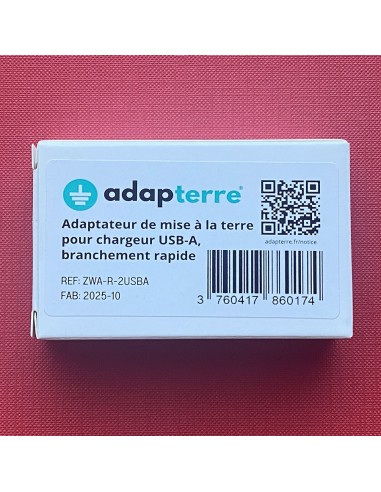 adapterre®
adapterre.fr/notice
Adaptateur de mise à la terre
pour chargeur USB-A,
branchement rapide
REF: ZWA-R-2USBA
FAB: 2025-10
3 760417 860174